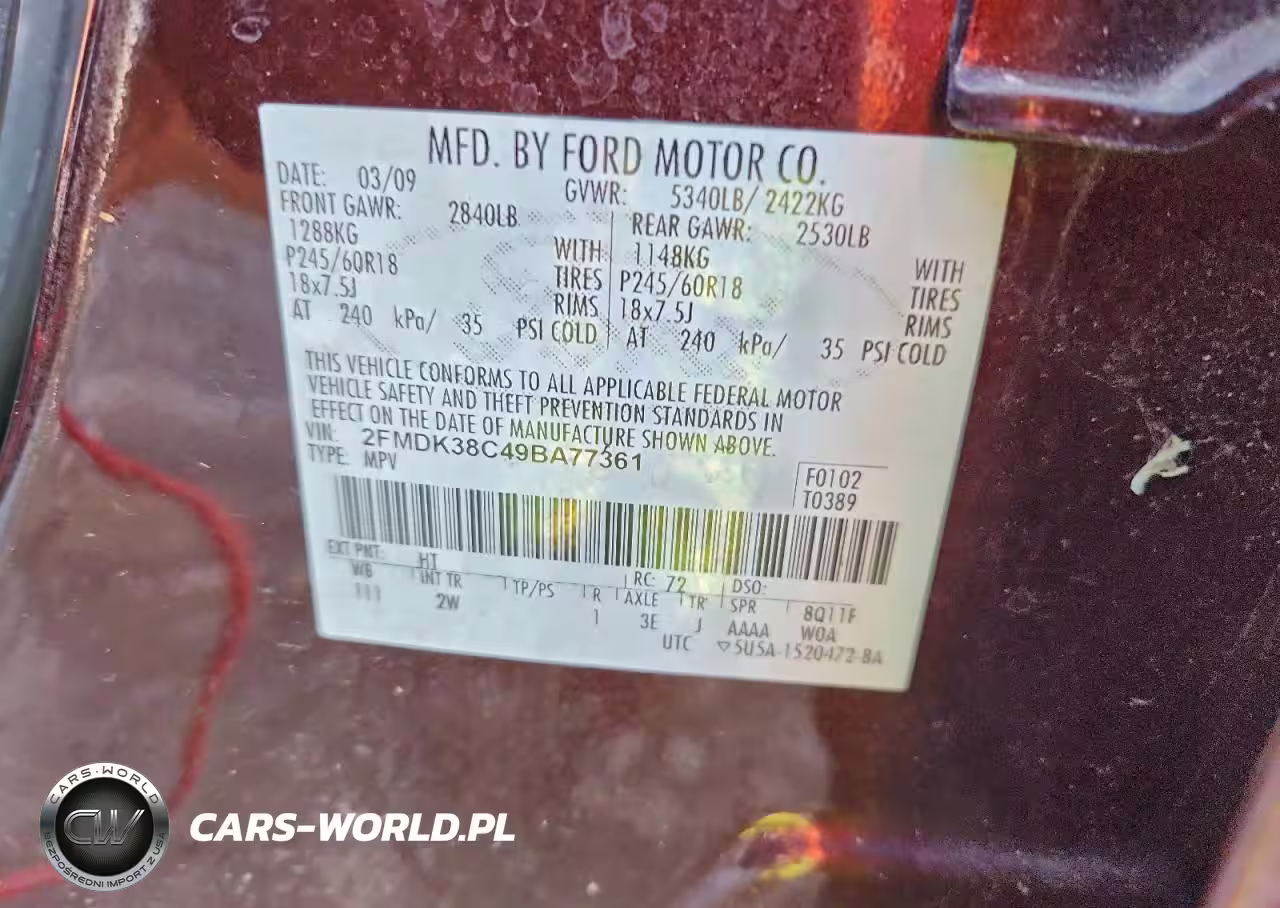 MFD. BY FORD MOTOR CO.
DATE: 03/09 GVWR: 5340LB/ 2422KG
FRONT GAWR: 2840LB REAR GAWR: 2530LB
1288KG WITH 1148KG WITH
P245/60R18 TIRES P245/60R18 TIRES
18x7.5J RIMS 18x7.5J RIMS
AT 240 kPa/ 35 PSI COLD AT 240 kPa/ 35 PSI COLD
THIS VEHICLE CONFORMS TO ALL APPLICABLE FEDERAL MOTOR
VEHICLE SAFETY AND THEFT PREVENTION STANDARDS IN
EFFECT ON THE DATE OF MANUFACTURE SHOWN ABOVE.
VIN: 2FMDK38C49BA77361
TYPE: MPV
F0102
T0389
EXT PNT: HT RC: 72 DSO:
WB INT TR TP/PS R AXLE TR SPR 8Q11F
111 2W 1 3E J AAAA W0A
UTC ▽5U5A-1520472-BA
CARS-WORLD
CW
BEZPOŚREDNI IMPORT Z USA
CARS-WORLD.PL